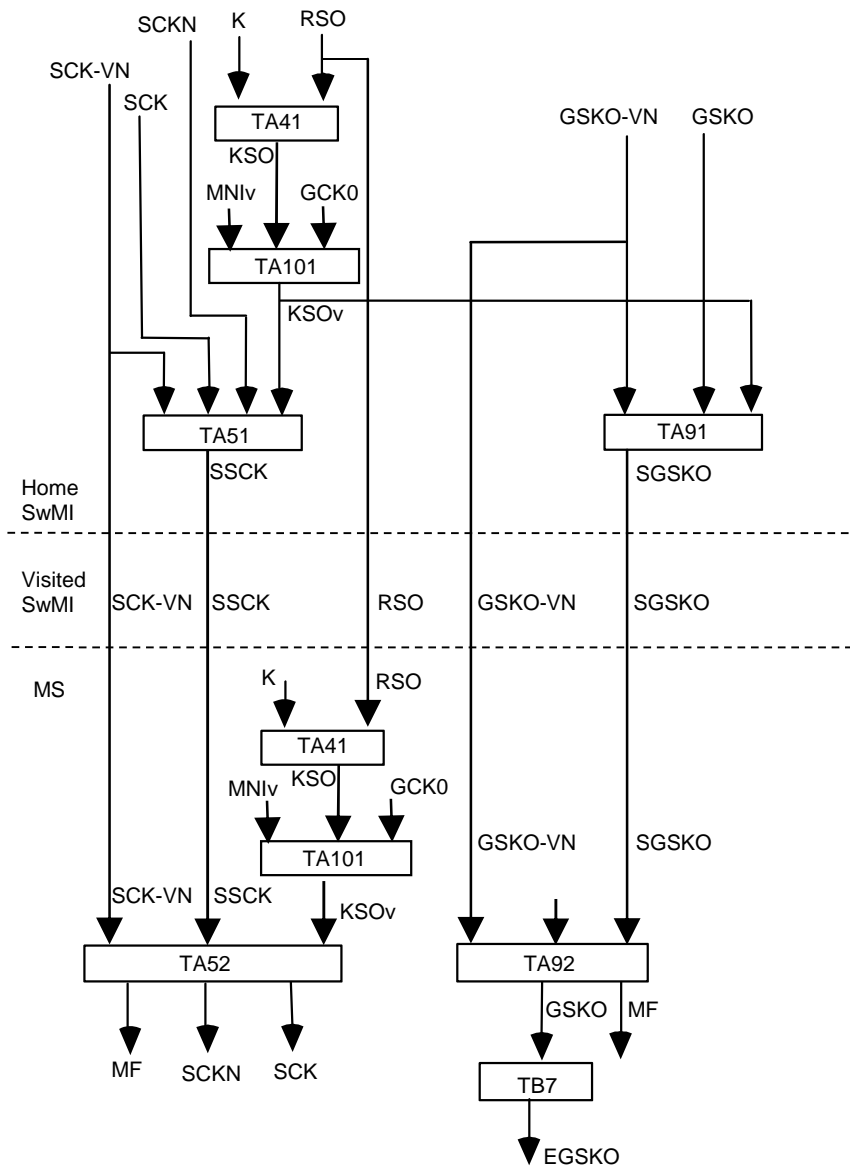 SCKN
K
RSO
SCK-VN
SCK
TA41
GSKO-VN
GSKO
KSO
MNIv
GCK0
TA101
KSOv
TA51
TA91
SSCK
SGSKO
Home
SwMI
Visited
SwMI
SCK-VN
SSCK
RSO
GSKO-VN
SGSKO
MS
K
RSO
TA41
KSO
MNIv
GCK0
TA101
GSKO-VN
SGSKO
SCK-VN
SSCK
KSOv
TA52
TA92
GSKO
MF
MF
SCKN
SCK
TB7
EGSKO